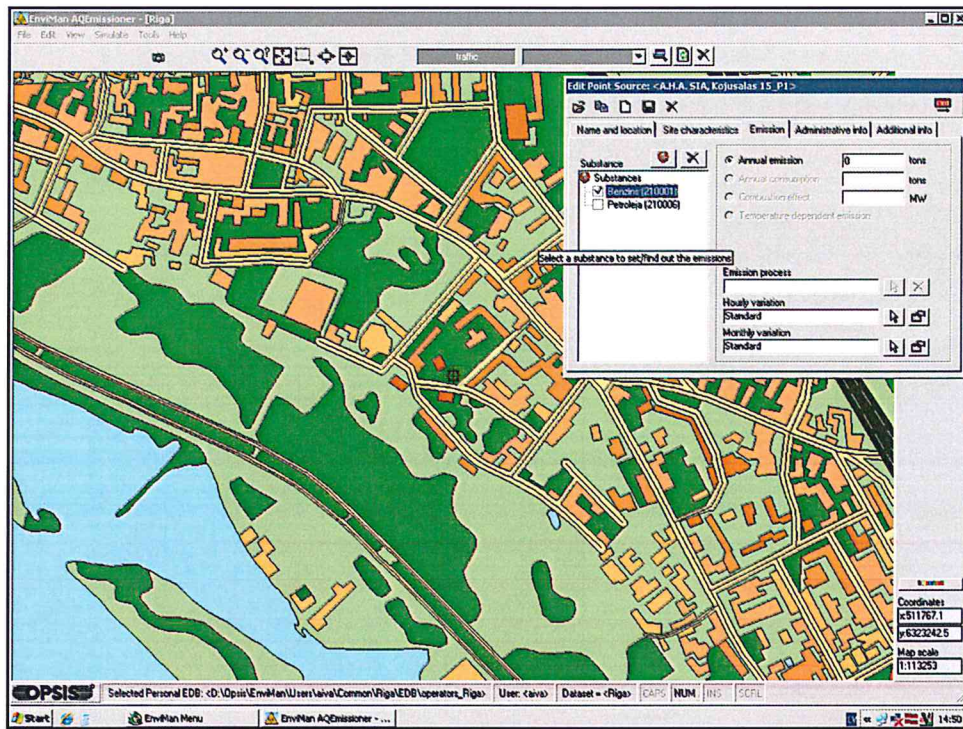 EnviMan AQEmissioner - [Riga]
File Edit View Simulate Tools Help
traffic
Edit Point Source: <A.H.A. SIA, Kojusalas 15_P1>
Name and location Site characteristics Emission Administrative info Additional info
Substance
Substances
Benzins (210001)
Petroleja (210006)
Annual emission 0 tons
Annual consumption tons
Combustion effect MW
Temperature dependent emission
Select a substance to set/find out the emissions
Emission process
Hourly variation
Standard
Monthly variation
Standard
Coordinates
x:511767.1
y:6323242.5
Map scale
1:113253
OPSIS Selected Personal EDB: <D:\Opsis\EnviMan\Users\aiva\Common\Riga\EDB\operators_Riga> User: <aiva> Dataset = <Riga> CAPS NUM INS SCRL
Start EnviMan Menu EnviMan AQEmissioner - ... 14:50